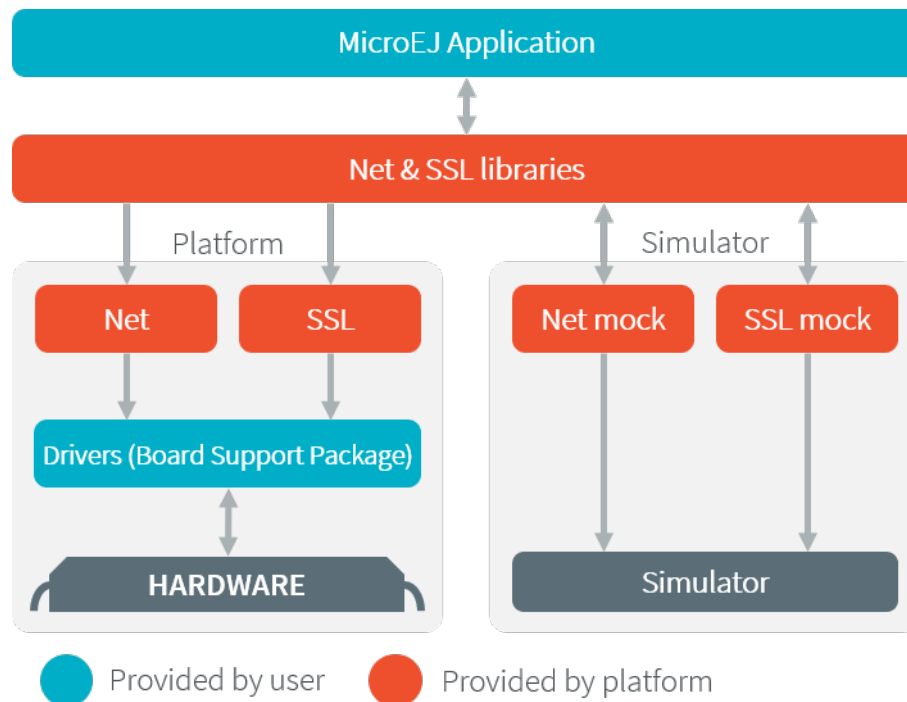 MicroEJ Application
Net & SSL libraries
Platform
Simulator
Net
SSL
Net mock
SSL mock
Drivers (Board Support Package)
HARDWARE
Simulator
Provided by user
Provided by platform